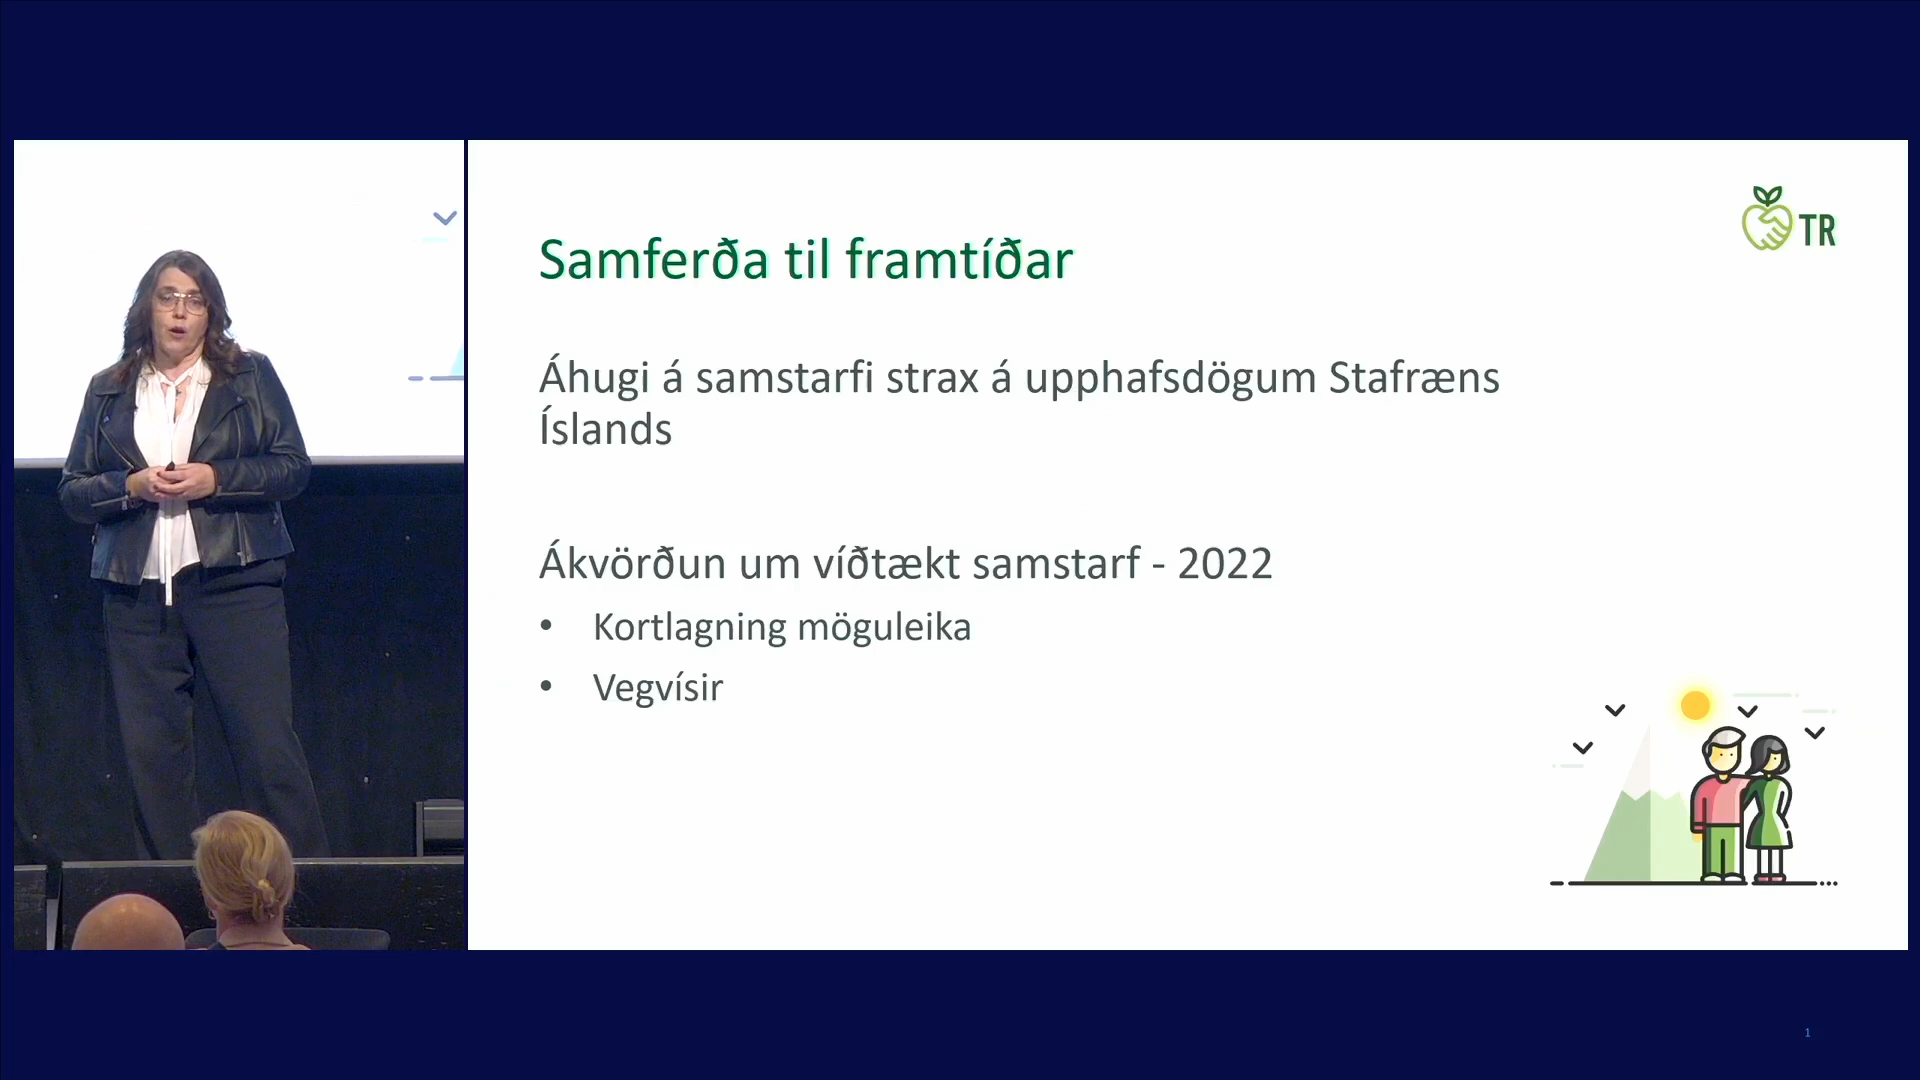 TR
Samferða til framtíðar
Áhugi á samstarfi strax á upphafsdögum Stafræns
Íslands
Ákvörðun um víðtækt samstarf - 2022
• Kortlagning möguleika
• Vegvísir
1